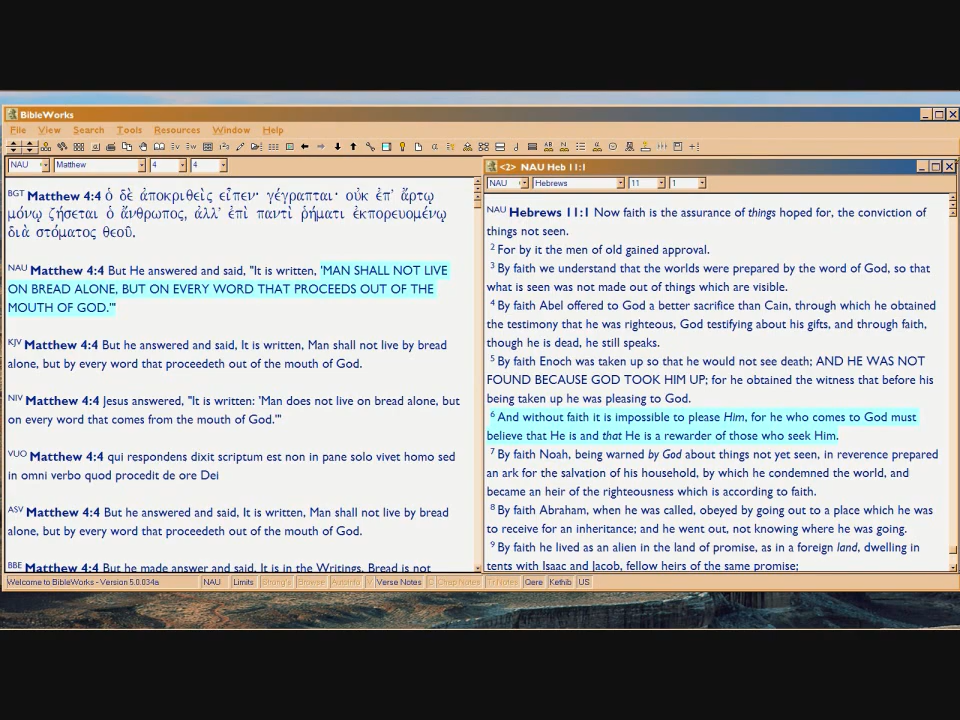 BibleWorks
File View Search Tools Resources Window Help
NAU Matthew 4 4
BGT Matthew 4:4 ὁ δὲ ἀποκριθεὶς εἶπεν· γέγραπται· οὐκ ἐπ' ἄρτῳ
μόνῳ ζήσεται ὁ ἄνθρωπος, ἀλλ' ἐπὶ παντὶ ῥήματι ἐκπορευομένῳ
διὰ στόματος θεοῦ.
NAU Matthew 4:4 But He answered and said, "It is written, 'MAN SHALL NOT LIVE
ON BREAD ALONE, BUT ON EVERY WORD THAT PROCEEDS OUT OF THE
MOUTH OF GOD.'"
KJV Matthew 4:4 But he answered and said, It is written, Man shall not live by bread
alone, but by every word that proceedeth out of the mouth of God.
NIV Matthew 4:4 Jesus answered, "It is written: 'Man does not live on bread alone, but
on every word that comes from the mouth of God.'"
VUO Matthew 4:4 qui respondens dixit scriptum est non in pane solo vivet homo sed
in omni verbo quod procedit de ore Dei
ASV Matthew 4:4 But he answered and said, It is written, Man shall not live by bread
alone, but by every word that proceedeth out of the mouth of God.
BBE Matthew 4:4 But he made answer and said, It is in the Writings, Bread is not
<2> NAU Heb 11:1
NAU Hebrews 11 1
NAU Hebrews 11:1 Now faith is the assurance of things hoped for, the conviction of
things not seen.
2 For by it the men of old gained approval.
3 By faith we understand that the worlds were prepared by the word of God, so that
what is seen was not made out of things which are visible.
4 By faith Abel offered to God a better sacrifice than Cain, through which he obtained
the testimony that he was righteous, God testifying about his gifts, and through faith,
though he is dead, he still speaks.
5 By faith Enoch was taken up so that he would not see death; AND HE WAS NOT
FOUND BECAUSE GOD TOOK HIM UP; for he obtained the witness that before his
being taken up he was pleasing to God.
6 And without faith it is impossible to please Him, for he who comes to God must
believe that He is and that He is a rewarder of those who seek Him.
7 By faith Noah, being warned by God about things not yet seen, in reverence prepared
an ark for the salvation of his household, by which he condemned the world, and
became an heir of the righteousness which is according to faith.
8 By faith Abraham, when he was called, obeyed by going out to a place which he was
to receive for an inheritance; and he went out, not knowing where he was going.
9 By faith he lived as an alien in the land of promise, as in a foreign land, dwelling in
tents with Isaac and Jacob, fellow heirs of the same promise;
Welcome to BibleWorks - Version 5.0.034a NAU Limits Strong's Browse AutoInfo V Verse Notes C Chap Notes Qere Kethib US